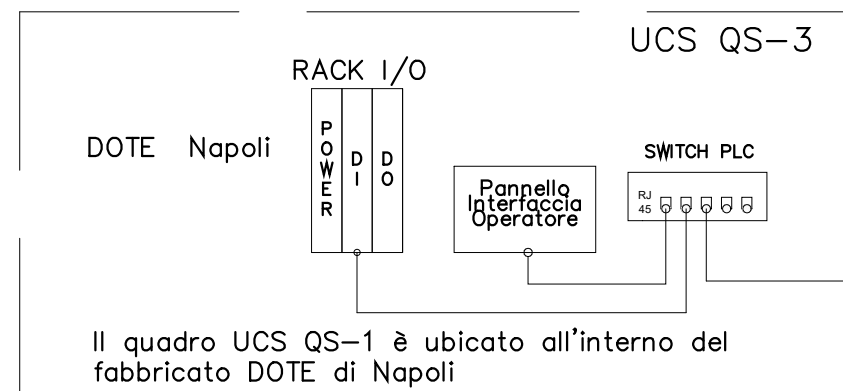 UCS QS-3
RACK I/O
DOTE Napoli
POWER
DI
DO
SWITCH PLC
Pannello
Interfaccia
Operatore
RJ
45
Il quadro UCS QS-1 è ubicato all'interno del
fabbricato DOTE di Napoli